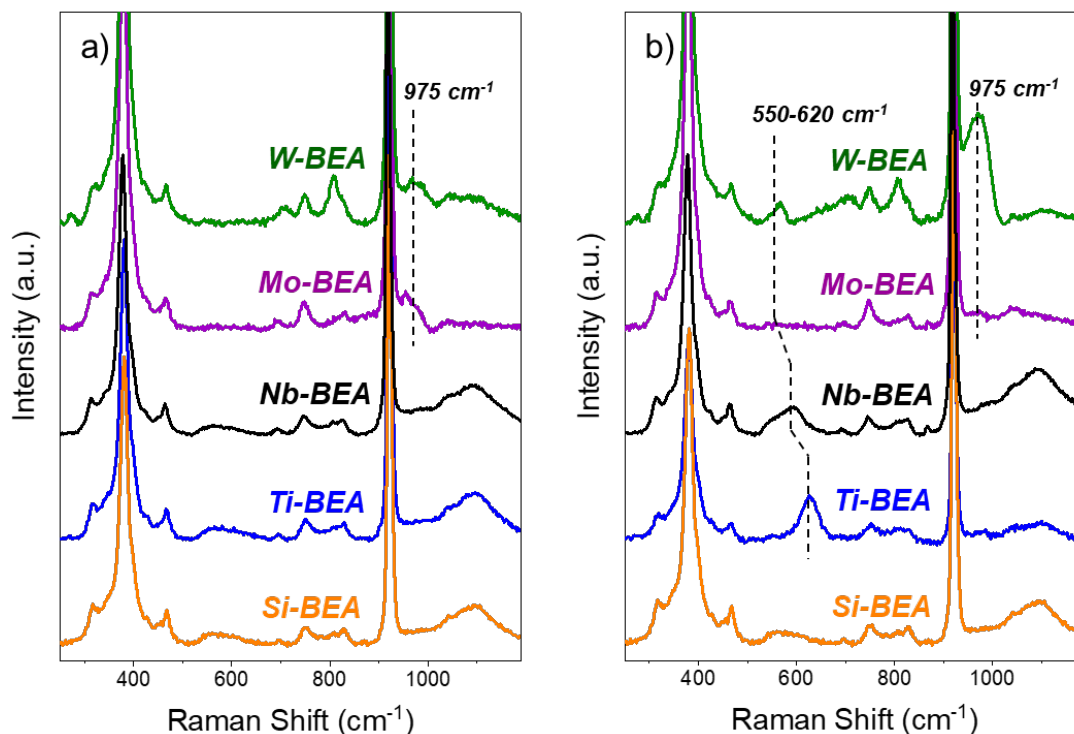 a)
975 cm⁻¹
W-BEA
Mo-BEA
Nb-BEA
Ti-BEA
Si-BEA
Intensity (a.u.)
400 600 800 1000
Raman Shift (cm⁻¹)
b)
975 cm⁻¹
550-620 cm⁻¹
W-BEA
Mo-BEA
Nb-BEA
Ti-BEA
Si-BEA
Intensity (a.u.)
400 600 800 1000
Raman Shift (cm⁻¹)